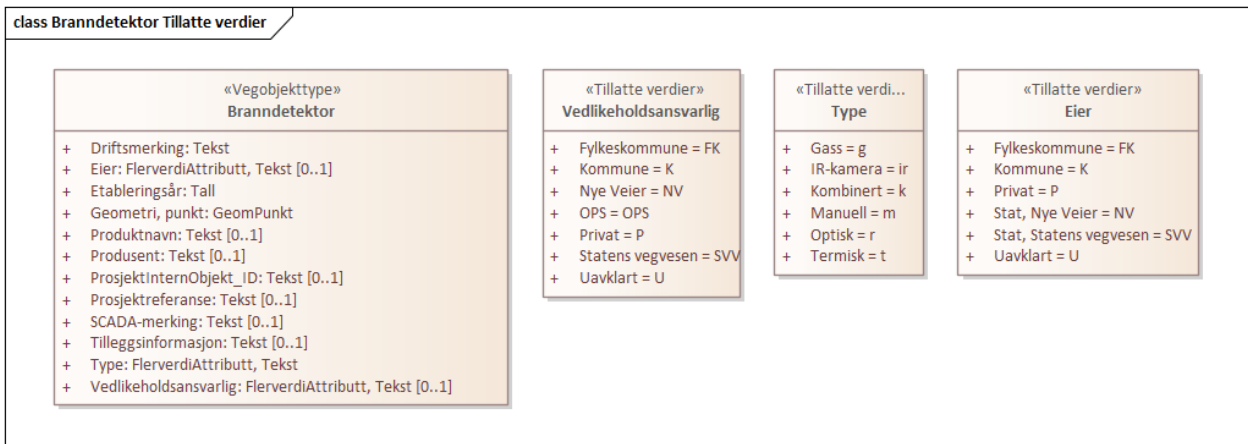 class Branndetektor Tillatte verdier
«Vegobjekttype»
Branndetektor
+ Driftsmerking: Tekst
+ Eier: FlerverdiAttributt, Tekst [0..1]
+ Etableringsår: Tall
+ Geometri, punkt: GeomPunkt
+ Produktnavn: Tekst [0..1]
+ Produsent: Tekst [0..1]
+ ProsjektInternObjekt_ID: Tekst [0..1]
+ Prosjektreferanse: Tekst [0..1]
+ SCADA-merking: Tekst [0..1]
+ Tilleggsinformasjon: Tekst [0..1]
+ Type: FlerverdiAttributt, Tekst
+ Vedlikeholdsansvarlig: FlerverdiAttributt, Tekst [0..1]
«Tillatte verdier»
Vedlikeholdsansvarlig
+ Fylkeskommune = FK
+ Kommune = K
+ Nye Veier = NV
+ OPS = OPS
+ Privat = P
+ Statens vegvesen = SVV
+ Uavklart = U
«Tillatte verdi...
Type
+ Gass = g
+ IR-kamera = ir
+ Kombinert = k
+ Manuell = m
+ Optisk = r
+ Termisk = t
«Tillatte verdier»
Eier
+ Fylkeskommune = FK
+ Kommune = K
+ Privat = P
+ Stat, Nye Veier = NV
+ Stat, Statens vegvesen = SVV
+ Uavklart = U